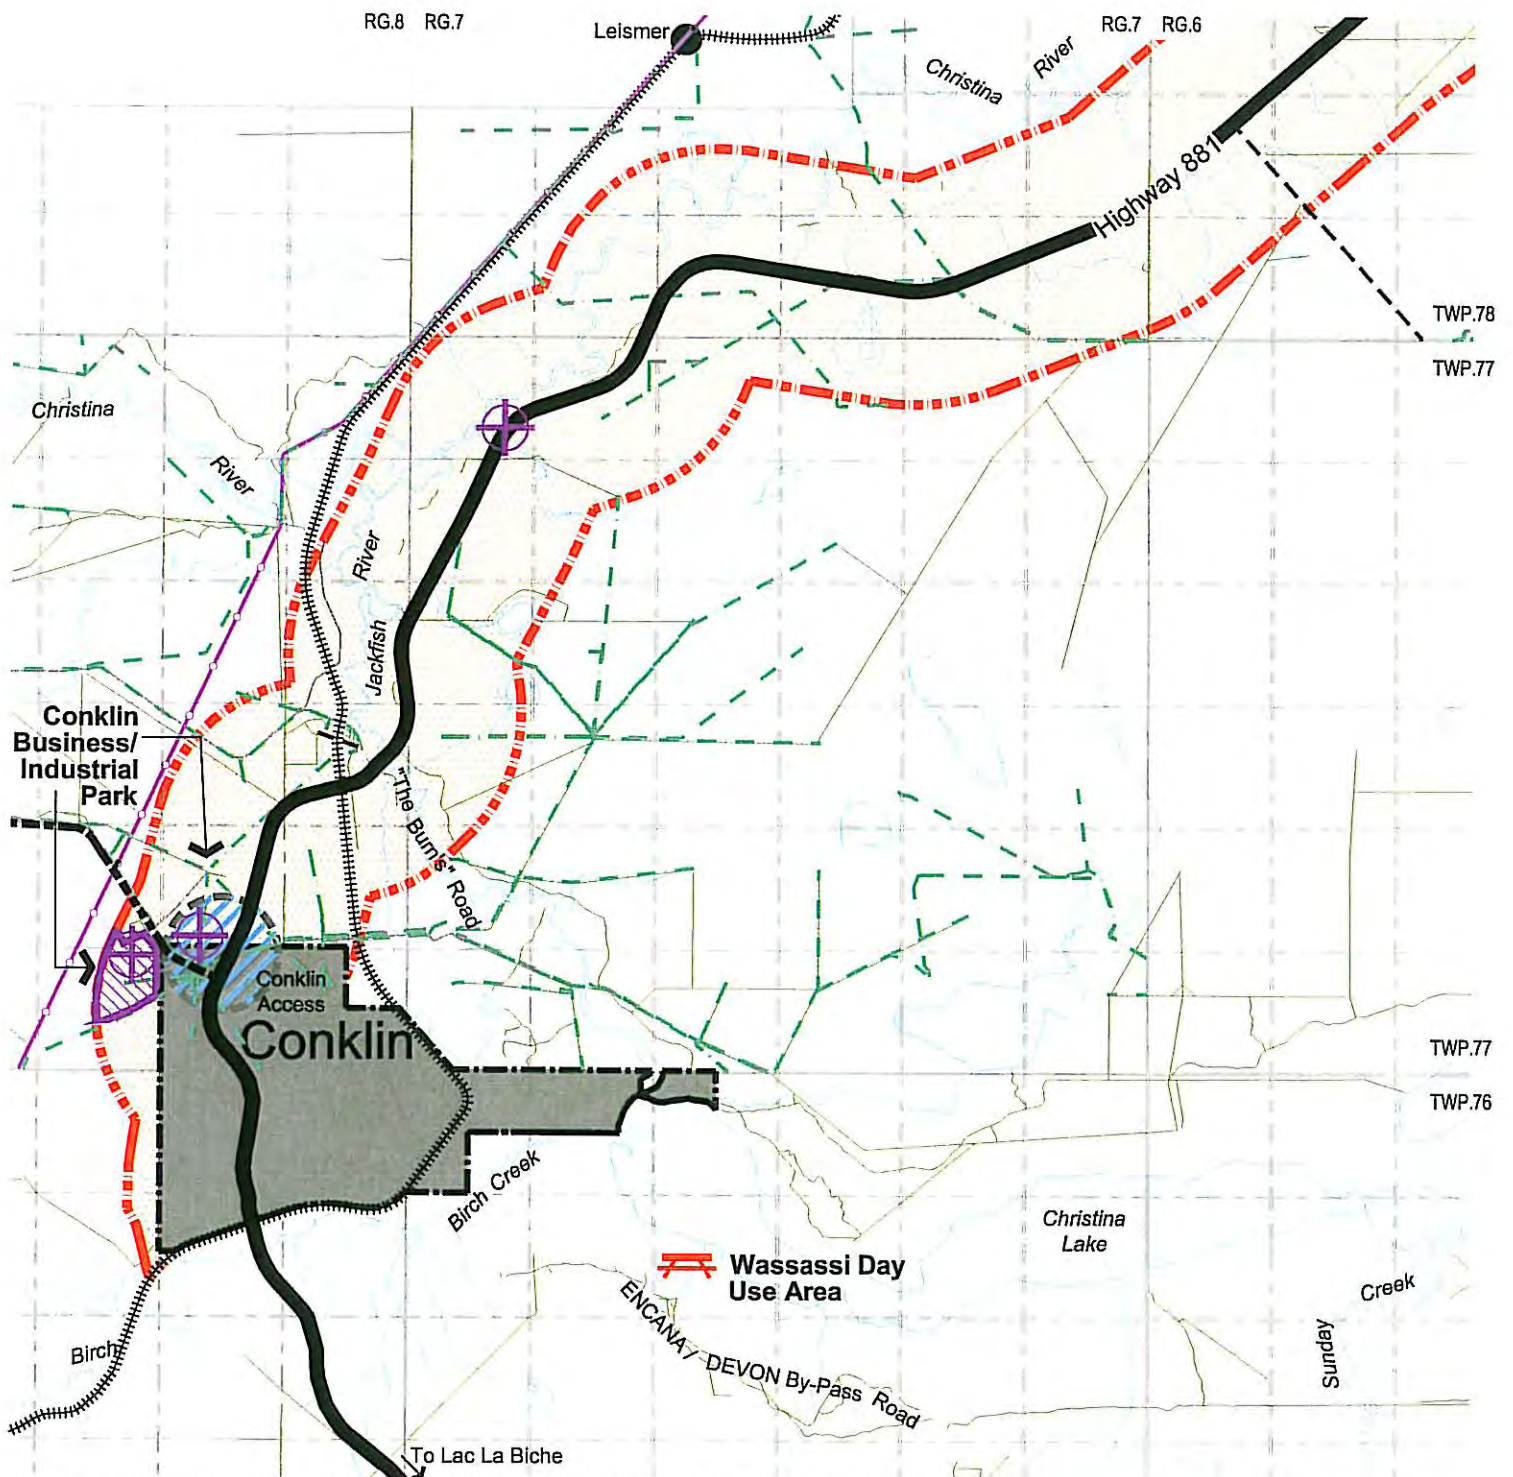 RG.8 RG.7
Leismer
RG.7 RG.6
Christina
River
Highway 881
TWP.78
TWP.77
Christina
River
River
Jackfish
Conklin
Business/
Industrial
Park
"The Burn's" Road
Conklin
Access
Conklin
TWP.77
TWP.76
Birch Creek
Wassassi Day
Use Area
Christina
Lake
Creek
Sunday
ENCANA / DEVON By-Pass Road
Birch
To Lac La Biche